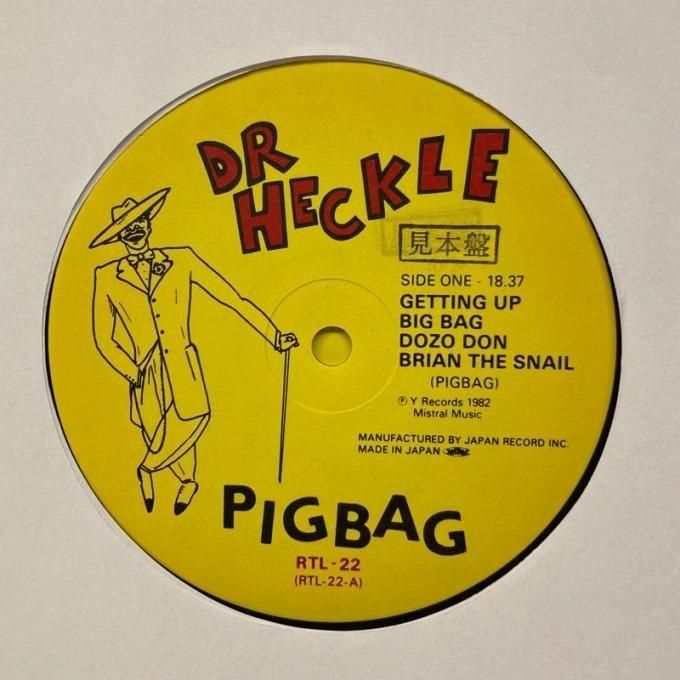 DR
HECKLE
見本盤
SIDE ONE - 18.37
GETTING UP
BIG BAG
DOZO DON
BRIAN THE SNAIL
(PIGBAG)
℗ Y Records 1982
Mistral Music
MANUFACTURED BY JAPAN RECORD INC.
MADE IN JAPAN
PIGBAG
RTL-22
(RTL-22-A)